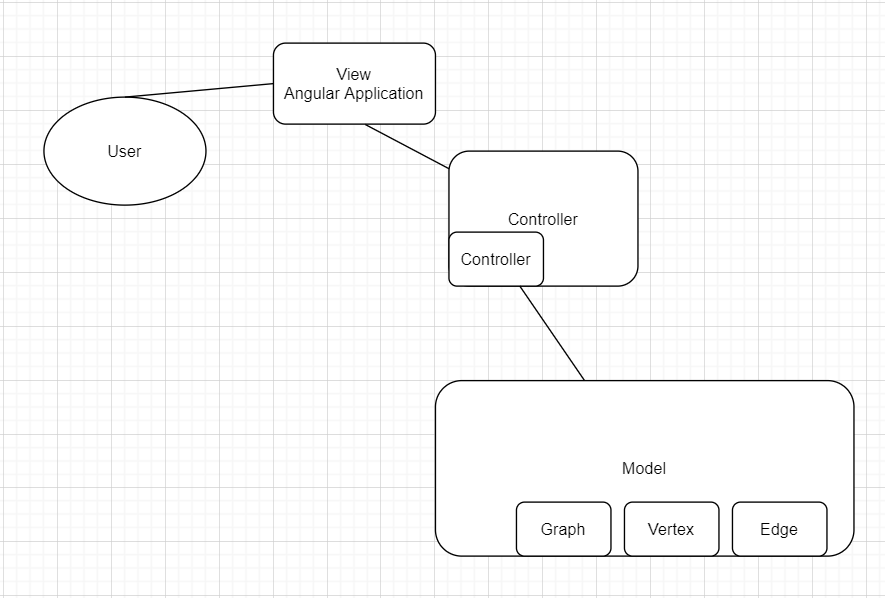 View
Angular Application
User
Controller
Controller
Model
Graph
Vertex
Edge